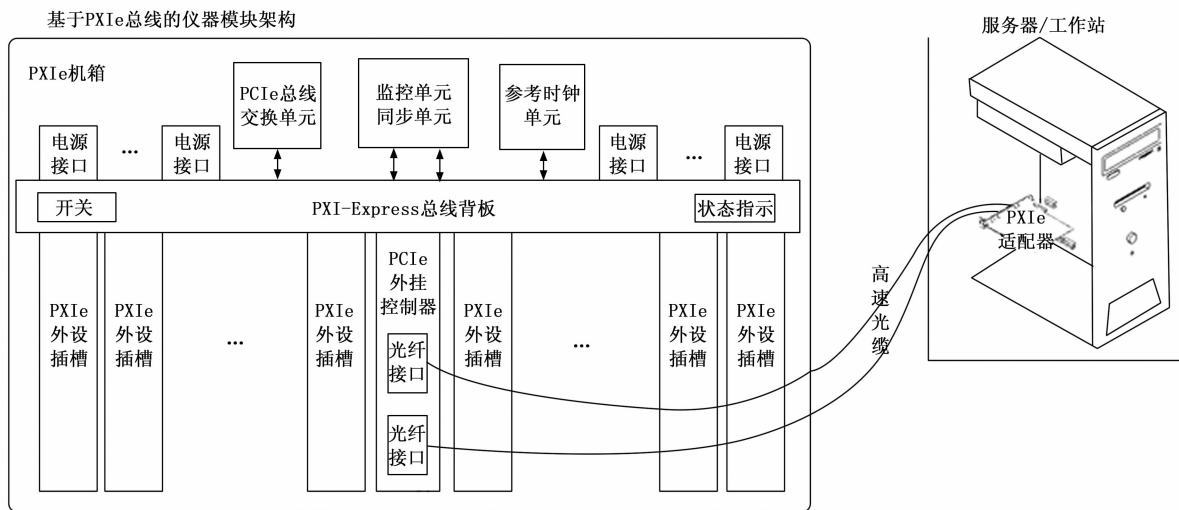 基于PXIe总线的仪器模块架构
服务器/工作站
PXIe机箱
PCIe总线
交换单元
监控单元
同步单元
参考时钟
单元
电源
接口
...
电源
接口
电源
接口
...
电源
接口
开关
PXI-Express总线背板
状态指示
PXIe
适配器
PXIe
外设
插槽
PXIe
外设
插槽
...
PXIe
外设
插槽
PCIe
外挂
控制器
光纤
接口
光纤
接口
PXIe
外设
插槽
...
PXIe
外设
插槽
PXIe
外设
插槽
高
速
光
缆